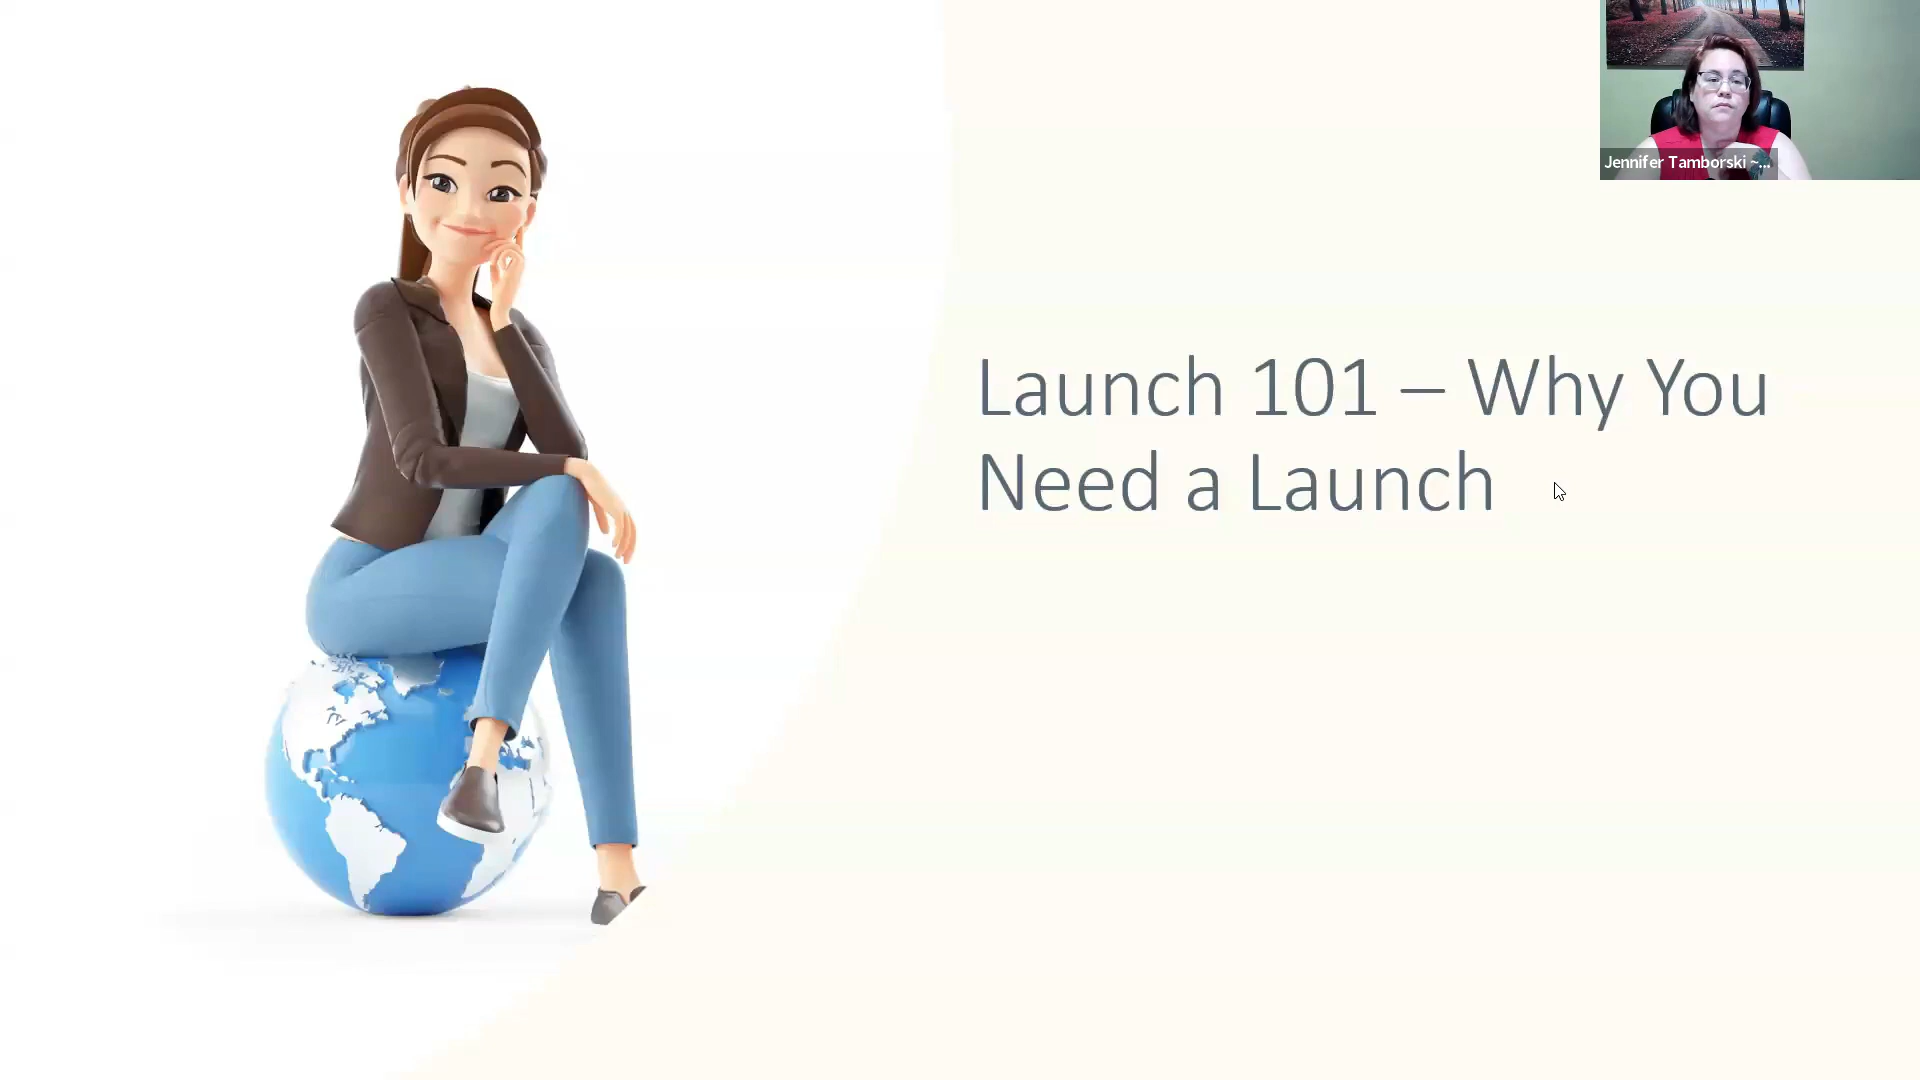 Jennifer Tamborski ~...
Launch 101 – Why You
Need a Launch